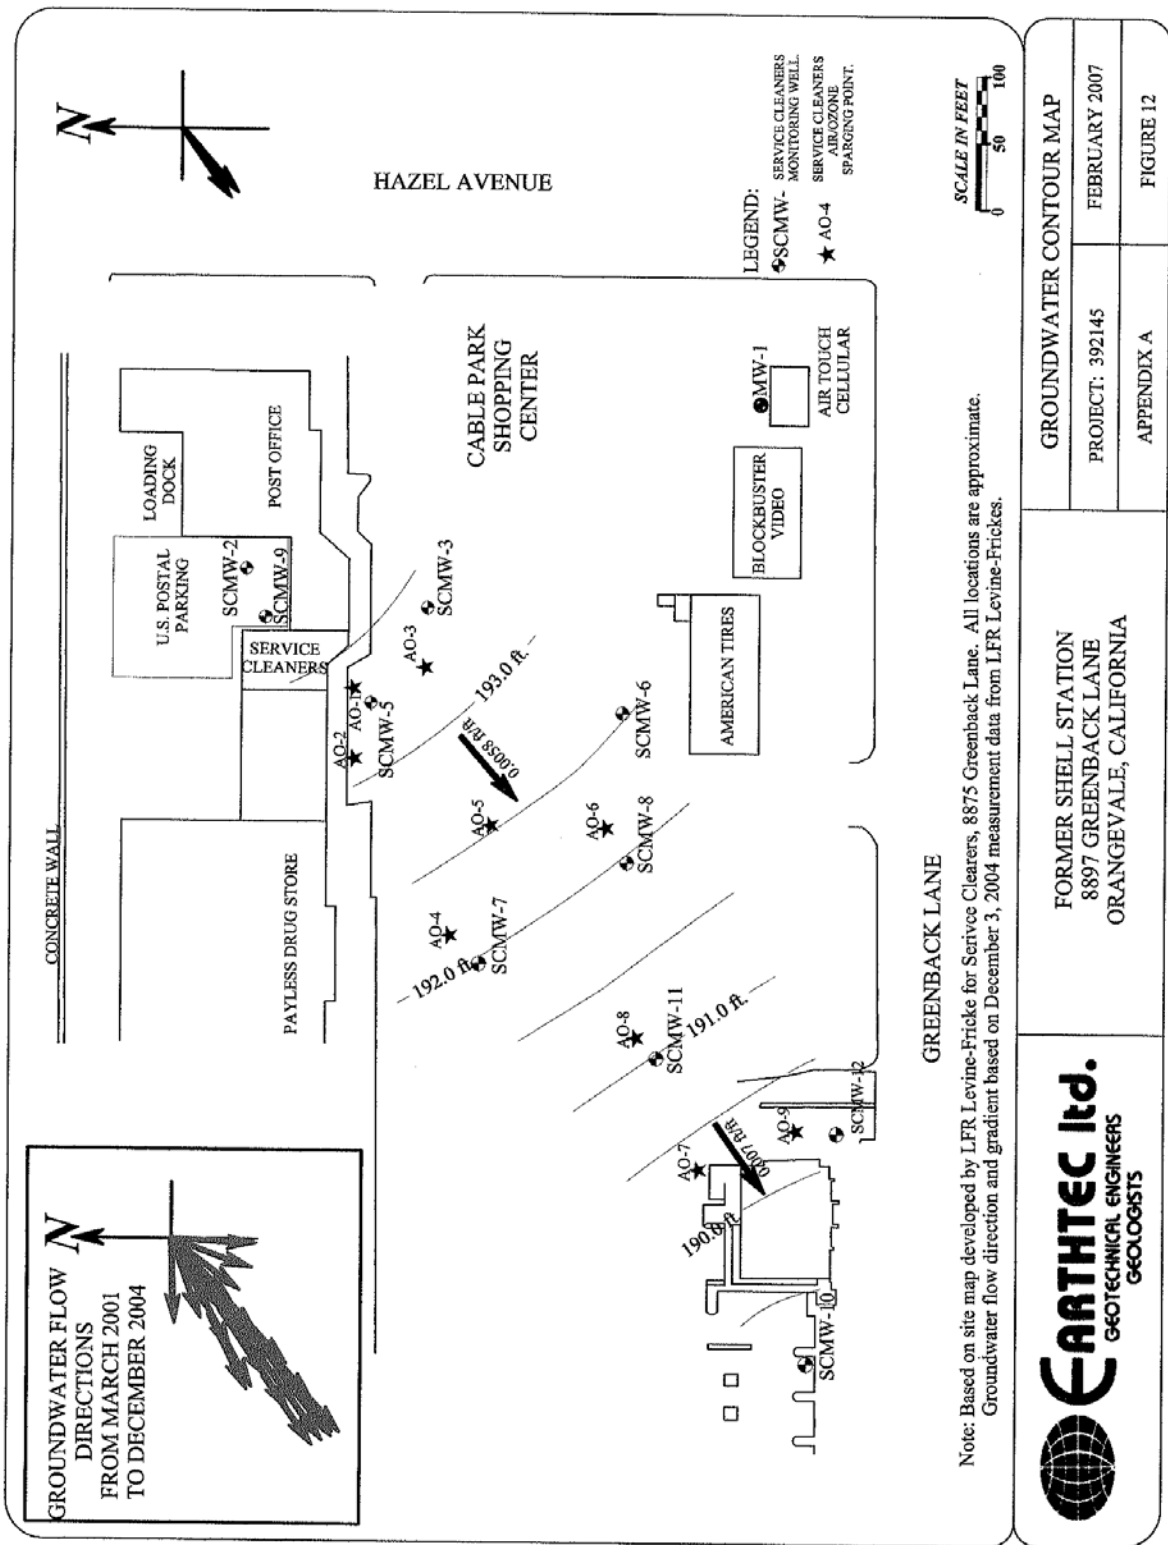 GROUNDWATER FLOW
DIRECTIONS
FROM MARCH 2001
TO DECEMBER 2004
N
CONCRETE WALL
PAYLESS DRUG STORE
SERVICE
CLEANERS
U.S. POSTAL
PARKING
LOADING
DOCK
POST OFFICE
SCMW-2
SCMW-9
N
HAZEL AVENUE
CABLE PARK
SHOPPING
CENTER
AO-2
AO-1
SCMW-5
AO-3
SCMW-3
193.0 ft.
0.0058 ft/ft
AO-5
AO-4
192.0 ft.
SCMW-7
AO-6
SCMW-8
SCMW-6
AO-8
SCMW-11
191.0 ft.
AO-7
0.007 ft/ft
AO-9
SCMW-12
190.0 ft.
SCMW-10
AMERICAN TIRES
BLOCKBUSTER
VIDEO
MW-1
AIR TOUCH
CELLULAR
LEGEND:
SCMW- SERVICE CLEANERS
MONITORING WELL.
AO-4 SERVICE CLEANERS
AIR/OZONE
SPARGING POINT.
GREENBACK LANE
SCALE IN FEET
0 50 100
Note: Based on site map developed by LFR Levine-Fricke for Serivce Clearers, 8875 Greenback Lane. All locations are approximate.
Groundwater flow direction and gradient based on December 3, 2004 measurement data from LFR Levine-Frickes.
EARTHTEC ltd.
GEOTECHNICAL ENGINEERS
GEOLOGISTS
FORMER SHELL STATION
8897 GREENBACK LANE
ORANGEVALE, CALIFORNIA
GROUNDWATER CONTOUR MAP
PROJECT: 392145
FEBRUARY 2007
APPENDIX A
FIGURE 12